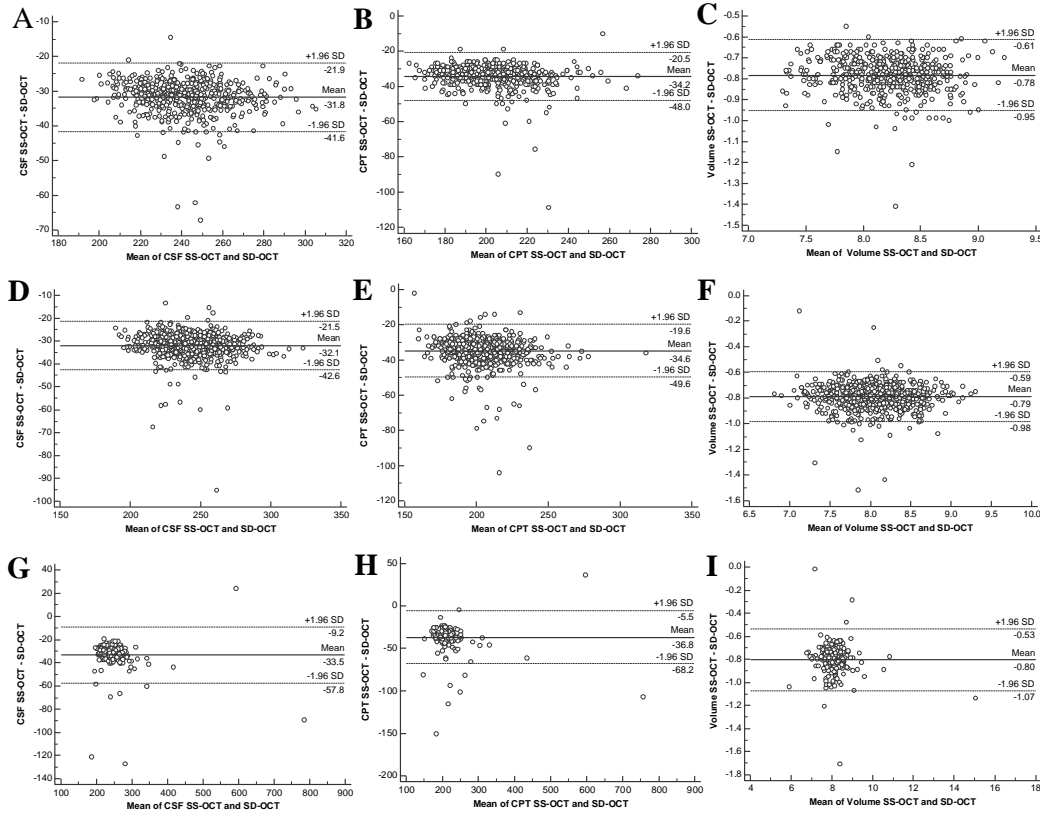 A
CSF SS-OCT - SD-OCT
-10
-20
-30
-40
-50
-60
-70
+1.96 SD
-21.9
Mean
-31.8
-1.96 SD
-41.6
180 200 220 240 260 280 300 320
Mean of CSF SS-OCT and SD-OCT
B
CPT SS-OCT - SD-OCT
0
-20
-40
-60
-80
-100
-120
+1.96 SD
-20.5
Mean
-34.2
-1.96 SD
-48.0
160 180 200 220 240 260 280 300
Mean of CPT SS-OCT and SD-OCT
C
Volume SS-OCT - SD-OCT
-0.5
-0.6
-0.7
-0.8
-0.9
-1.0
-1.1
-1.2
-1.3
-1.4
-1.5
+1.96 SD
-0.61
Mean
-0.78
-1.96 SD
-0.95
7.0 7.5 8.0 8.5 9.0 9.5
Mean of Volume SS-OCT and SD-OCT
D
CSF SS-OCT - SD-OCT
-10
-20
-30
-40
-50
-60
-70
-80
-90
-100
+1.96 SD
-21.5
Mean
-32.1
-1.96 SD
-42.6
150 200 250 300 350
Mean of CSF SS-OCT and SD-OCT
E
CPT SS-OCT - SD-OCT
0
-20
-40
-60
-80
-100
-120
+1.96 SD
-19.6
Mean
-34.6
-1.96 SD
-49.6
150 200 250 300 350
Mean of CPT SS-OCT and SD-OCT
F
Volume SS-OCT - SD-OCT
0.0
-0.2
-0.4
-0.6
-0.8
-1.0
-1.2
-1.4
-1.6
+1.96 SD
-0.59
Mean
-0.79
-1.96 SD
-0.98
6.5 7.0 7.5 8.0 8.5 9.0 9.5 10.0
Mean of Volume SS-OCT and SD-OCT
G
CSF SS-OCT - SD-OCT
40
20
0
-20
-40
-60
-80
-100
-120
-140
+1.96 SD
-9.2
Mean
-33.5
-1.96 SD
-57.8
100 200 300 400 500 600 700 800 900
Mean of CSF SS-OCT and SD-OCT
H
CPT SS-OCT - SD-OCT
50
0
-50
-100
-150
-200
+1.96 SD
-5.5
Mean
-36.8
-1.96 SD
-68.2
100 200 300 400 500 600 700 800 900
Mean of CPT SS-OCT and SD-OCT
I
Volume SS-OCT - SD-OCT
0.0
-0.2
-0.4
-0.6
-0.8
-1.0
-1.2
-1.4
-1.6
-1.8
+1.96 SD
-0.53
Mean
-0.80
-1.96 SD
-1.07
4 6 8 10 12 14 16 18
Mean of Volume SS-OCT and SD-OCT